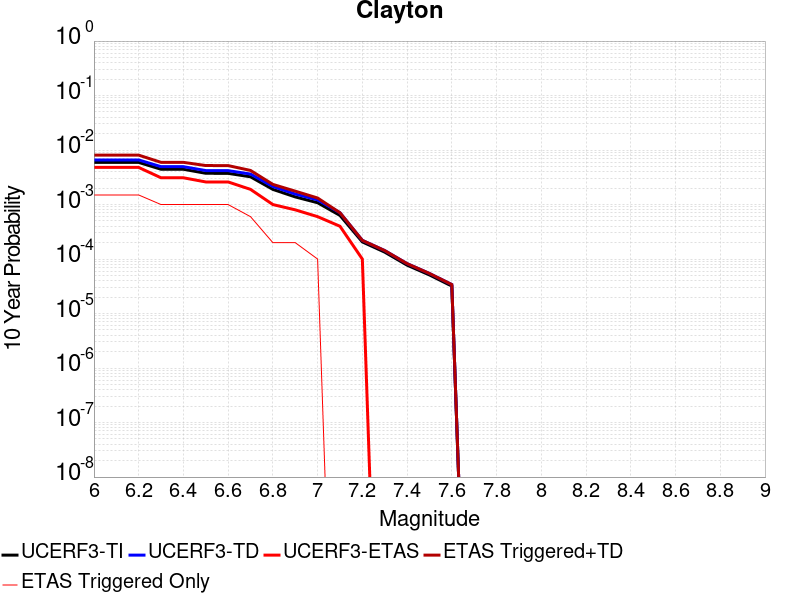 Clayton
10^0
10^-1
10^-2
10^-3
10^-4
10^-5
10^-6
10^-7
10^-8
10 Year Probability
6 6.2 6.4 6.6 6.8 7 7.2 7.4 7.6 7.8 8 8.2 8.4 8.6 8.8 9
Magnitude
UCERF3-TI UCERF3-TD UCERF3-ETAS ETAS Triggered+TD
ETAS Triggered Only